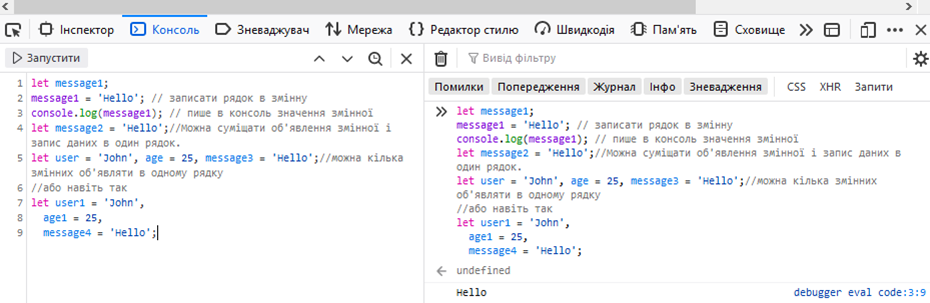 Інспектор Консоль Зневаджувач Мережа Редактор стилю Швидкодія Пам'ять Сховище
Запустити
Вивід фільтру
Помилки Попередження Журнал Інфо Зневадження CSS XHR Запити
1 let message1;
2 message1 = 'Hello'; // записати рядок в змінну
3 console.log(message1); // пише в консоль значення змінної
4 let message2 = 'Hello';//Можна суміщати об'явлення змінної і
запис даних в один рядок.
5 let user = 'John', age = 25, message3 = 'Hello';//можна кілька
змінних об'являти в одному рядку
6 //або навіть так
7 let user1 = 'John',
8 age1 = 25,
9 message4 = 'Hello';
let message1;
message1 = 'Hello'; // записати рядок в змінну
console.log(message1); // пише в консоль значення змінної
let message2 = 'Hello';//Можна суміщати об'явлення змінної і запис даних в
один рядок.
let user = 'John', age = 25, message3 = 'Hello';//можна кілька змінних
об'являти в одному рядку
//або навіть так
let user1 = 'John',
age1 = 25,
message4 = 'Hello';
undefined
Hello debugger eval code:3:9